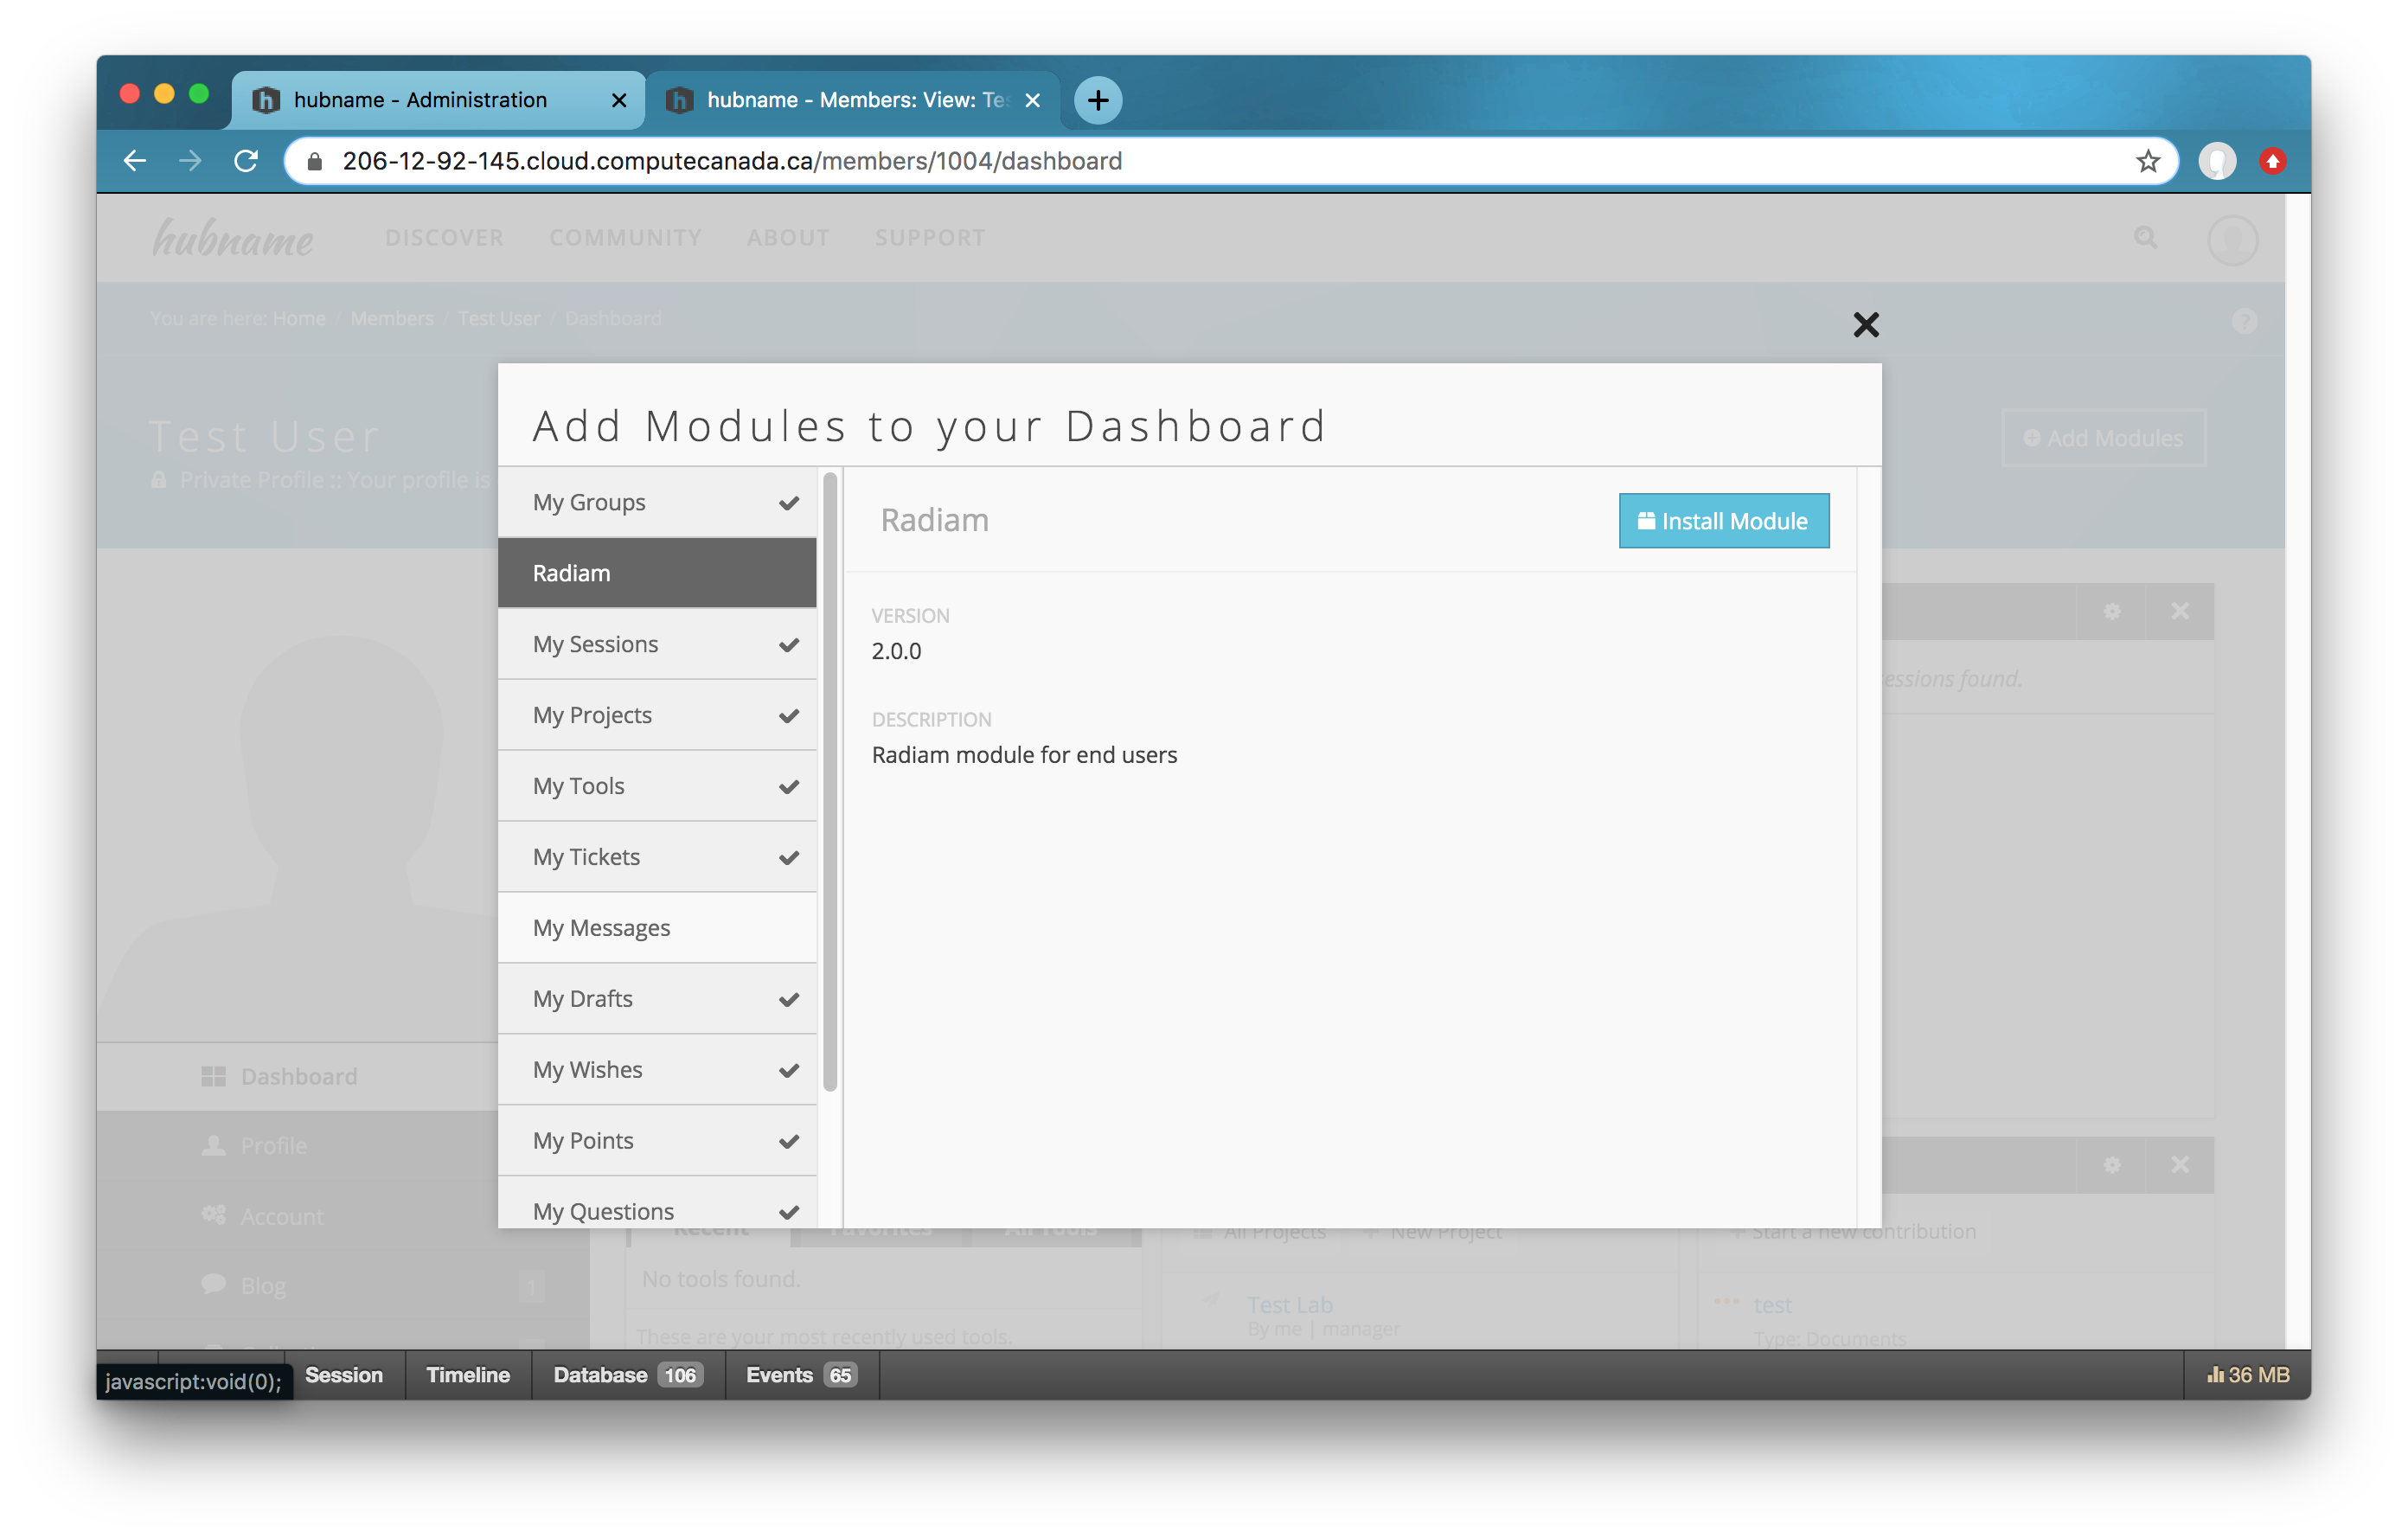 hubname - Administration
hubname - Members: View: Te
206-12-92-145.cloud.computecanada.ca/members/1004/dashboard
hubname DISCOVER COMMUNITY ABOUT SUPPORT
You are here: Home / Members / Test User / Dashboard
Test User
Private Profile :: Your profile is
Add Modules
Add Modules to your Dashboard
My Groups
Radiam
My Sessions
My Projects
My Tools
My Tickets
My Messages
My Drafts
My Wishes
My Points
My Questions
Radiam
Install Module
VERSION
2.0.0
DESCRIPTION
Radiam module for end users
essions found.
Dashboard
Profile
Account
Blog 1
Recent Favorites All Tools
No tools found.
These are your most recently used tools.
All Projects New Project
Test Lab
By me | manager
Start a new contribution
test
Type: Documents
javascript:void(0);
Session Timeline Database 106 Events 65
36 MB